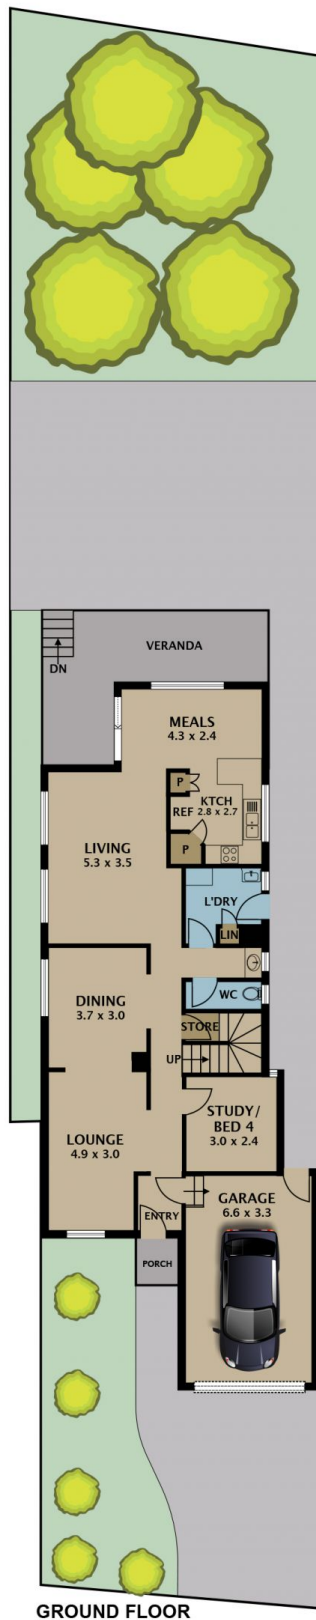 VERANDA
DN
MEALS
4.3 x 2.4
P
KTCH
REF 2.8 x 2.7
P
LIVING
5.3 x 3.5
L'DRY
LIN
DINING
3.7 x 3.0
WC
STORE
UP
STUDY/
BED 4
3.0 x 2.4
LOUNGE
4.9 x 3.0
GARAGE
6.6 x 3.3
ENTRY
PORCH
GROUND FLOOR